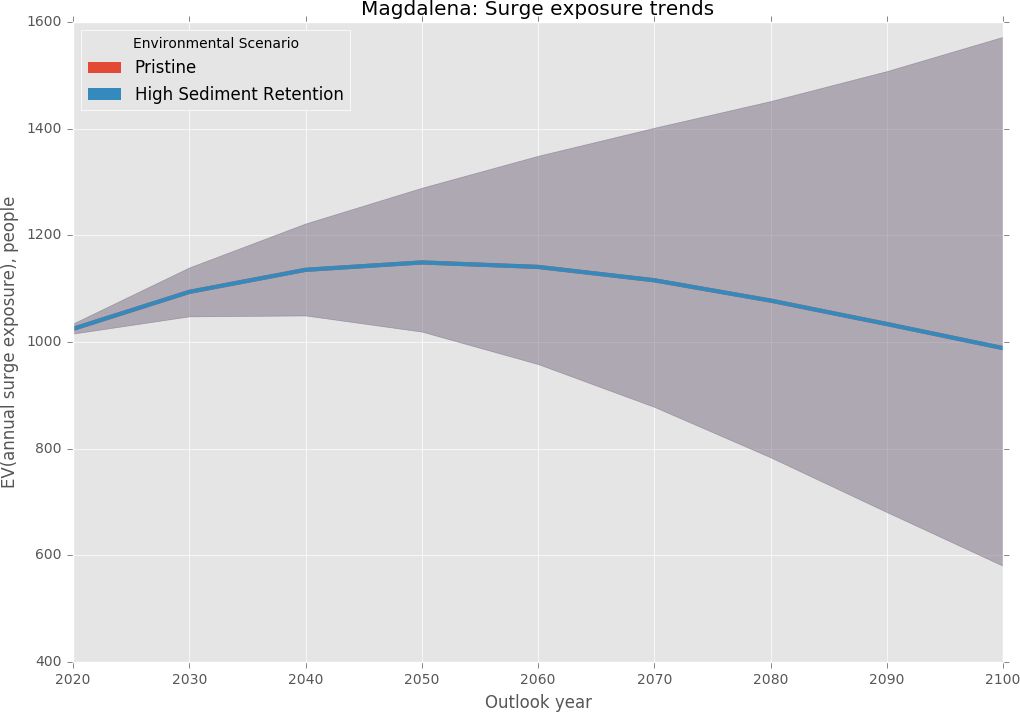 Magdalena: Surge exposure trends
Environmental Scenario
Pristine
High Sediment Retention
EV(annual surge exposure), people
1600
1400
1200
1000
800
600
400
2020 2030 2040 2050 2060 2070 2080 2090 2100
Outlook year